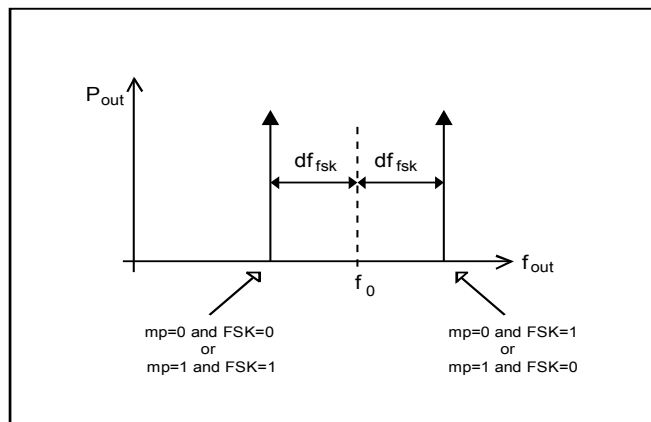 P out
df fsk
df fsk
f out
f 0
mp=0 and FSK=0
or
mp=1 and FSK=1
mp=0 and FSK=1
or
mp=1 and FSK=0